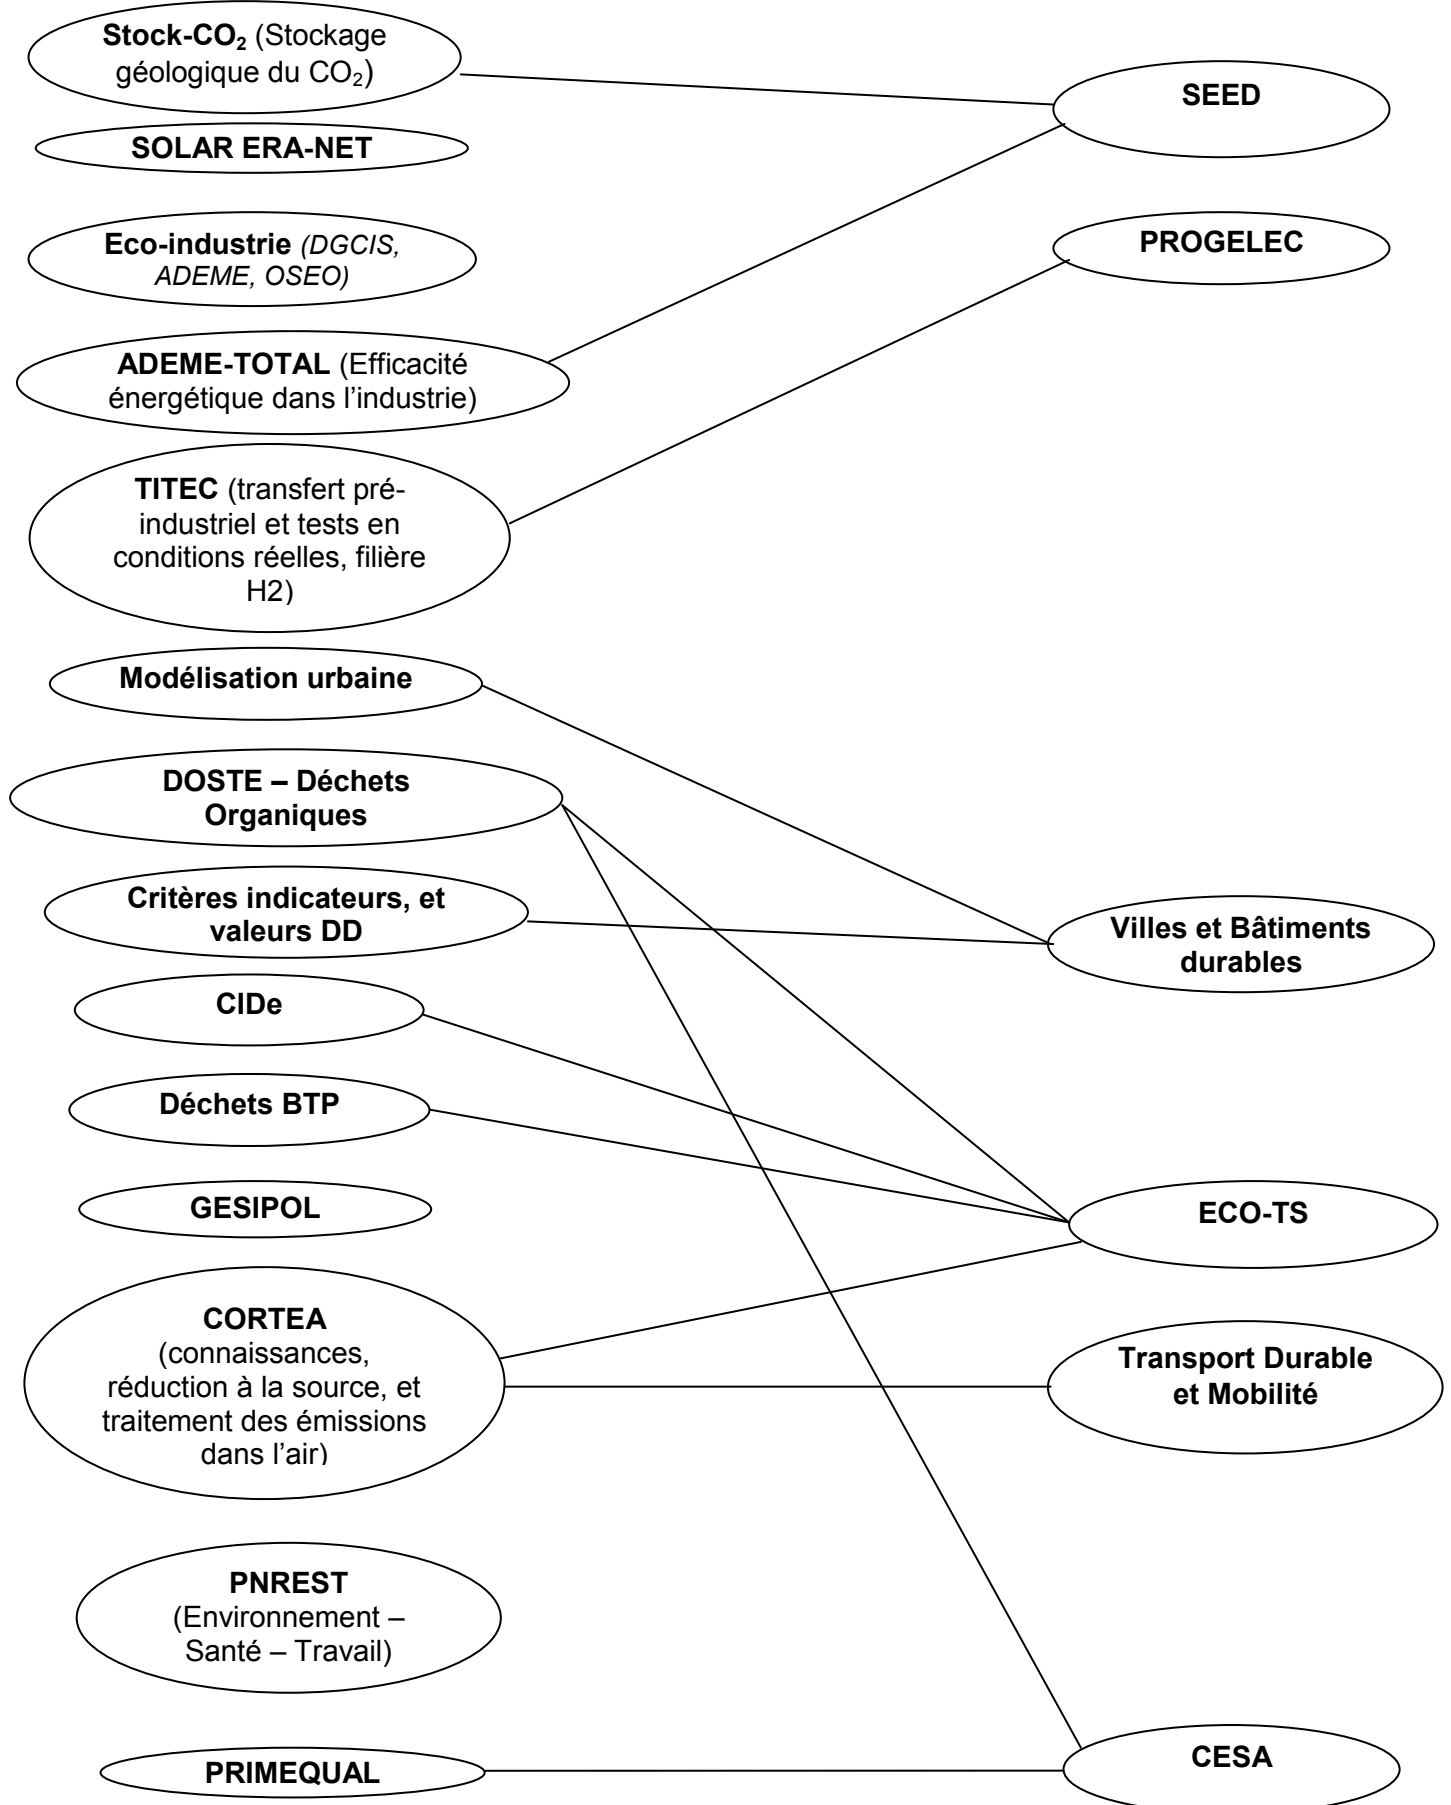 Stock-CO₂ (Stockage
géologique du CO₂)
SEED
SOLAR ERA-NET
Eco-industrie (DGCIS,
ADEME, OSEO)
PROGELEC
ADEME-TOTAL (Efficacité
énergétique dans l’industrie)
TITEC (transfert pré-
industriel et tests en
conditions réelles, filière
H2)
Modélisation urbaine
DOSTE – Déchets
Organiques
Critères indicateurs, et
valeurs DD
Villes et Bâtiments
durables
CIDe
Déchets BTP
GESIPOL
ECO-TS
CORTEA
(connaissances,
réduction à la source, et
traitement des émissions
dans l’air)
Transport Durable
et Mobilité
PNREST
(Environnement –
Santé – Travail)
PRIMEQUAL
CESA